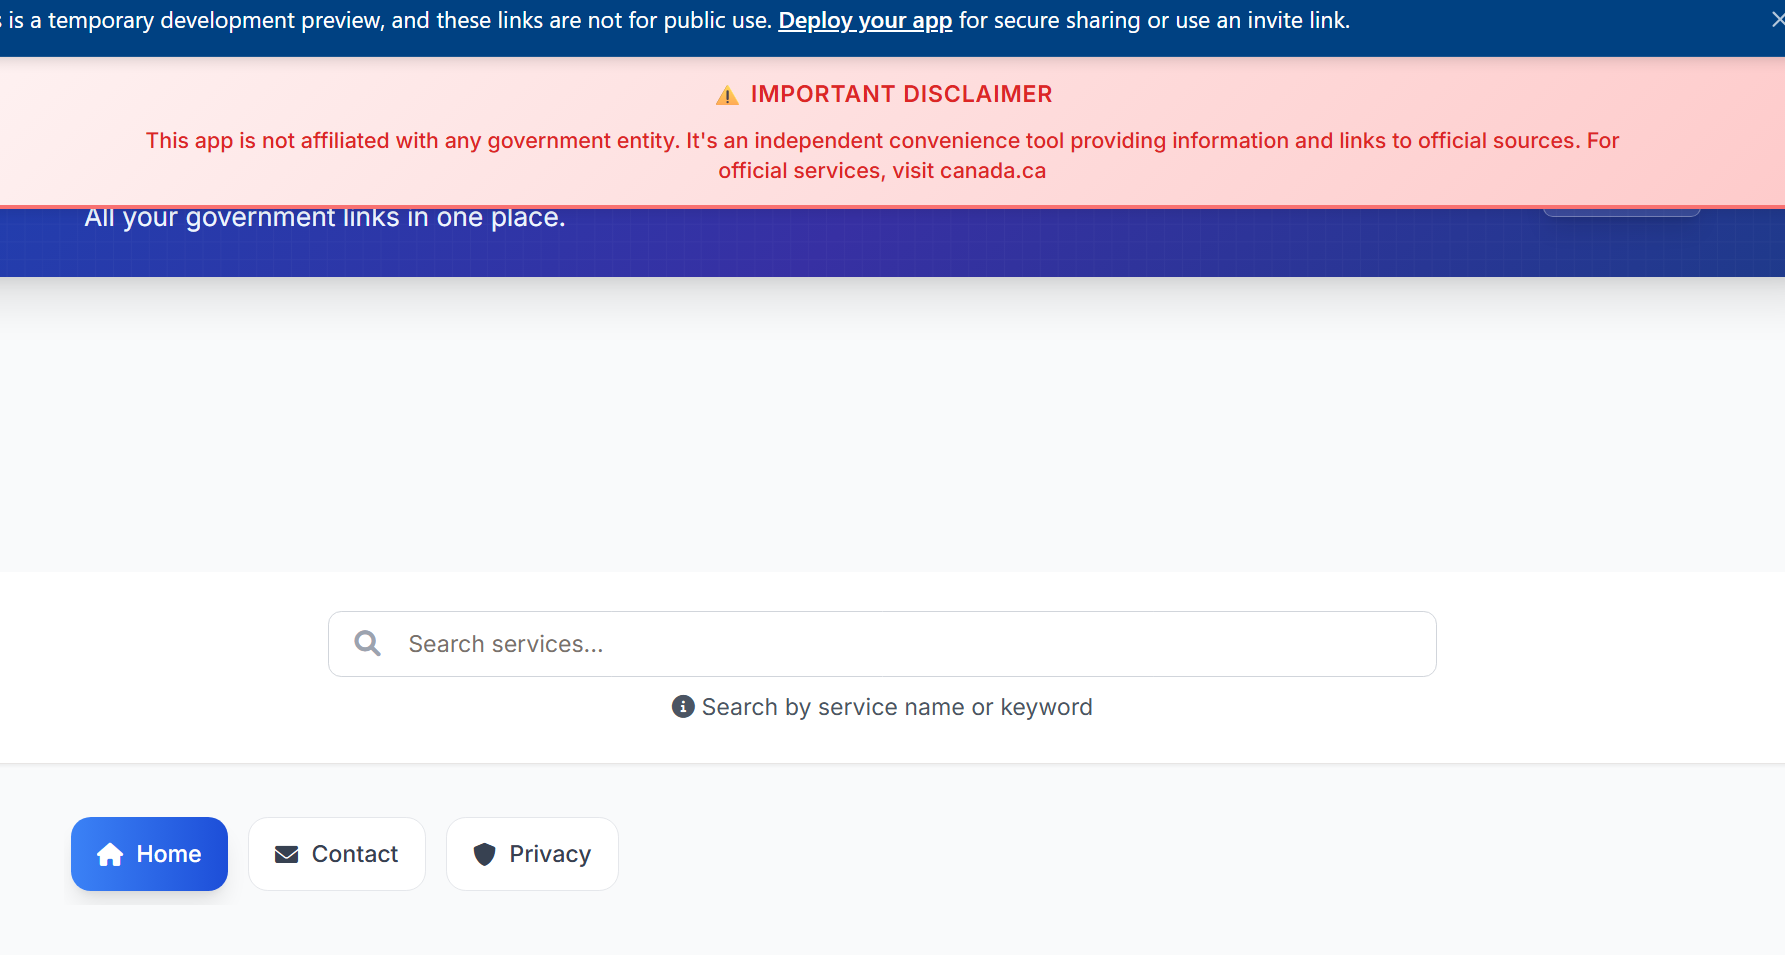 is a temporary development preview, and these links are not for public use. Deploy your app for secure sharing or use an invite link.
⚠ IMPORTANT DISCLAIMER
This app is not affiliated with any government entity. It's an independent convenience tool providing information and links to official sources. For
official services, visit canada.ca
All your government links in one place.
Search services...
Search by service name or keyword
Home
Contact
Privacy